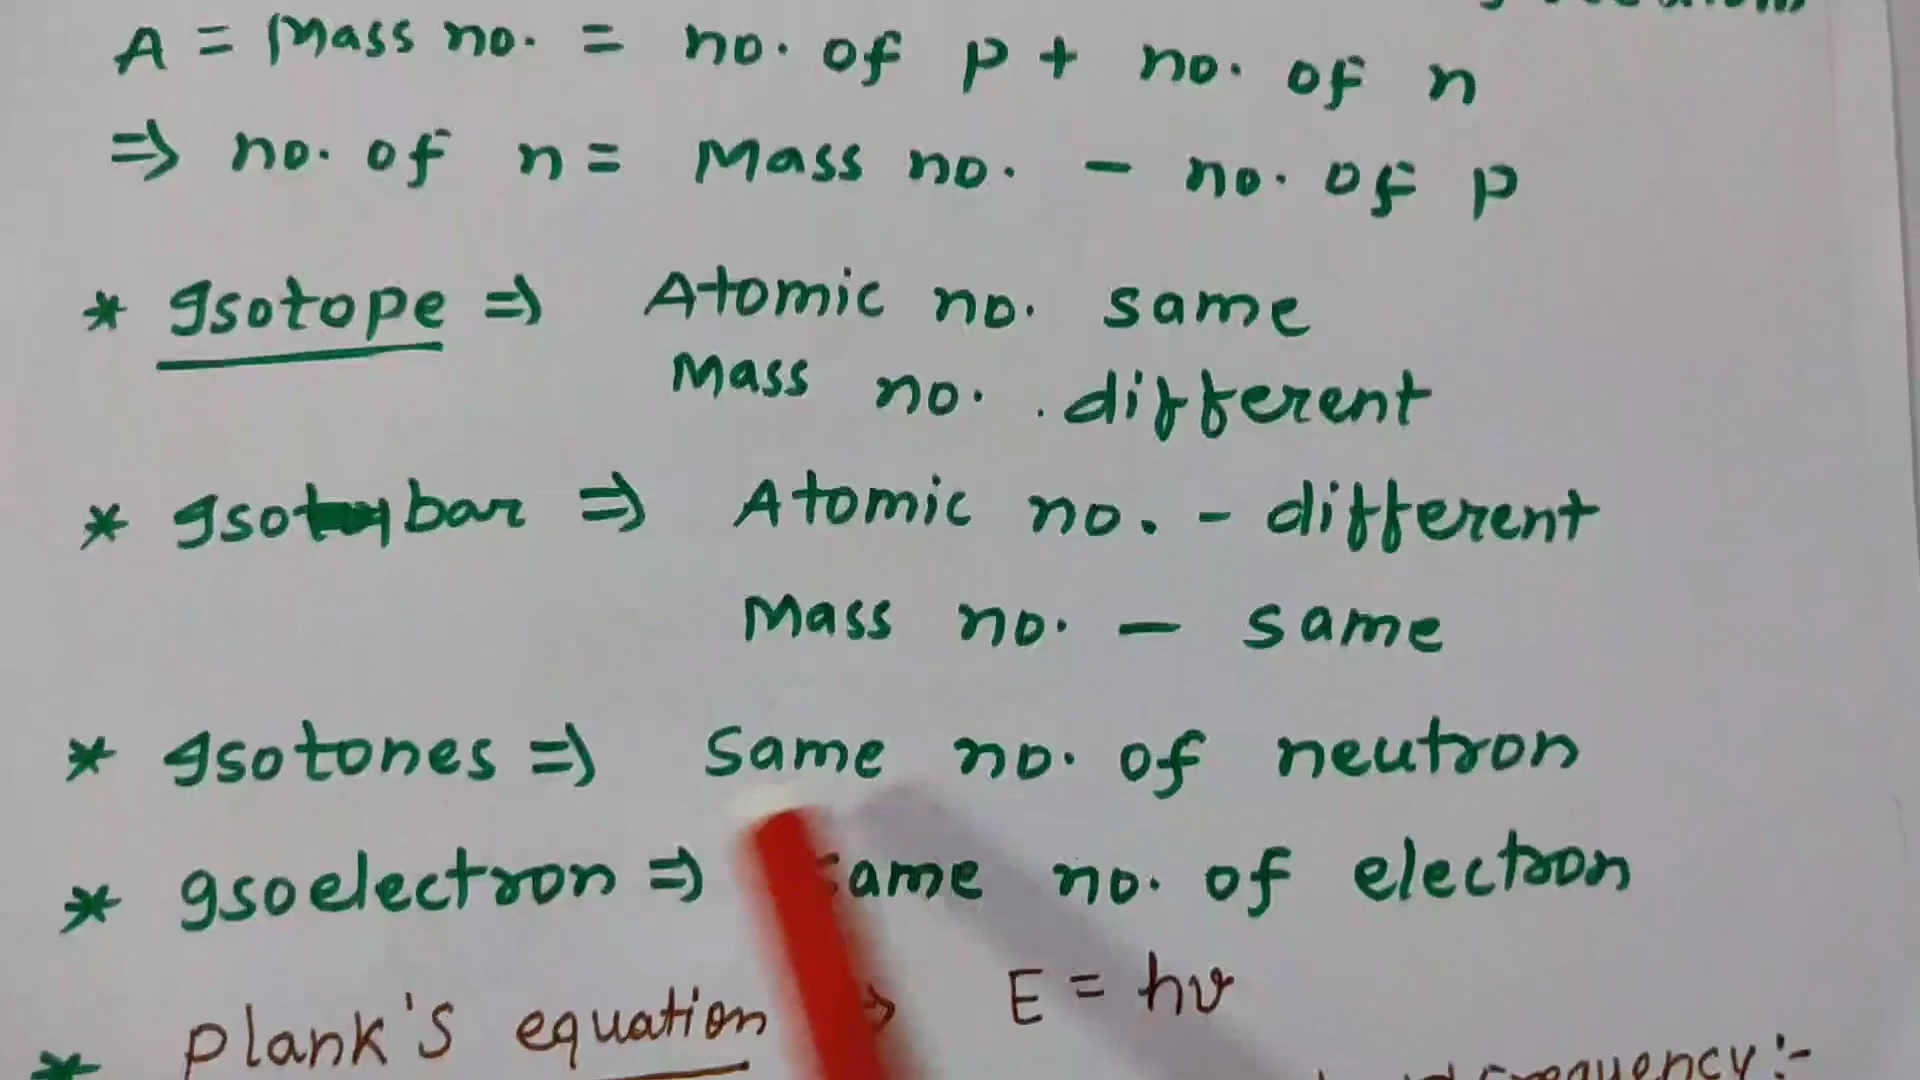 A = Mass no. = no. of p + no. of n
⇒ no. of n = Mass no. - no. of p
* Isotope ⇒ Atomic no. same
Mass no. different
* Isobar ⇒ Atomic no. - different
Mass no. - same
* Isotones ⇒ Same no. of neutron
* Isoelectron ⇒ same no. of electron
* plank's equation ⇒ E = hν
frequency :-